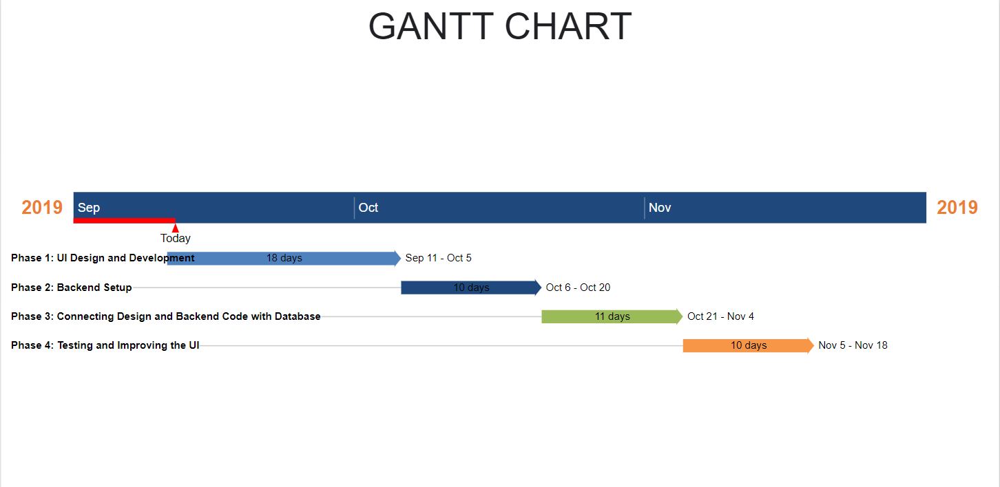 GANTT CHART
2019 Sep Oct Nov 2019
Today
Phase 1: UI Design and Development 18 days Sep 11 - Oct 5
Phase 2: Backend Setup 10 days Oct 6 - Oct 20
Phase 3: Connecting Design and Backend Code with Database 11 days Oct 21 - Nov 4
Phase 4: Testing and Improving the UI 10 days Nov 5 - Nov 18